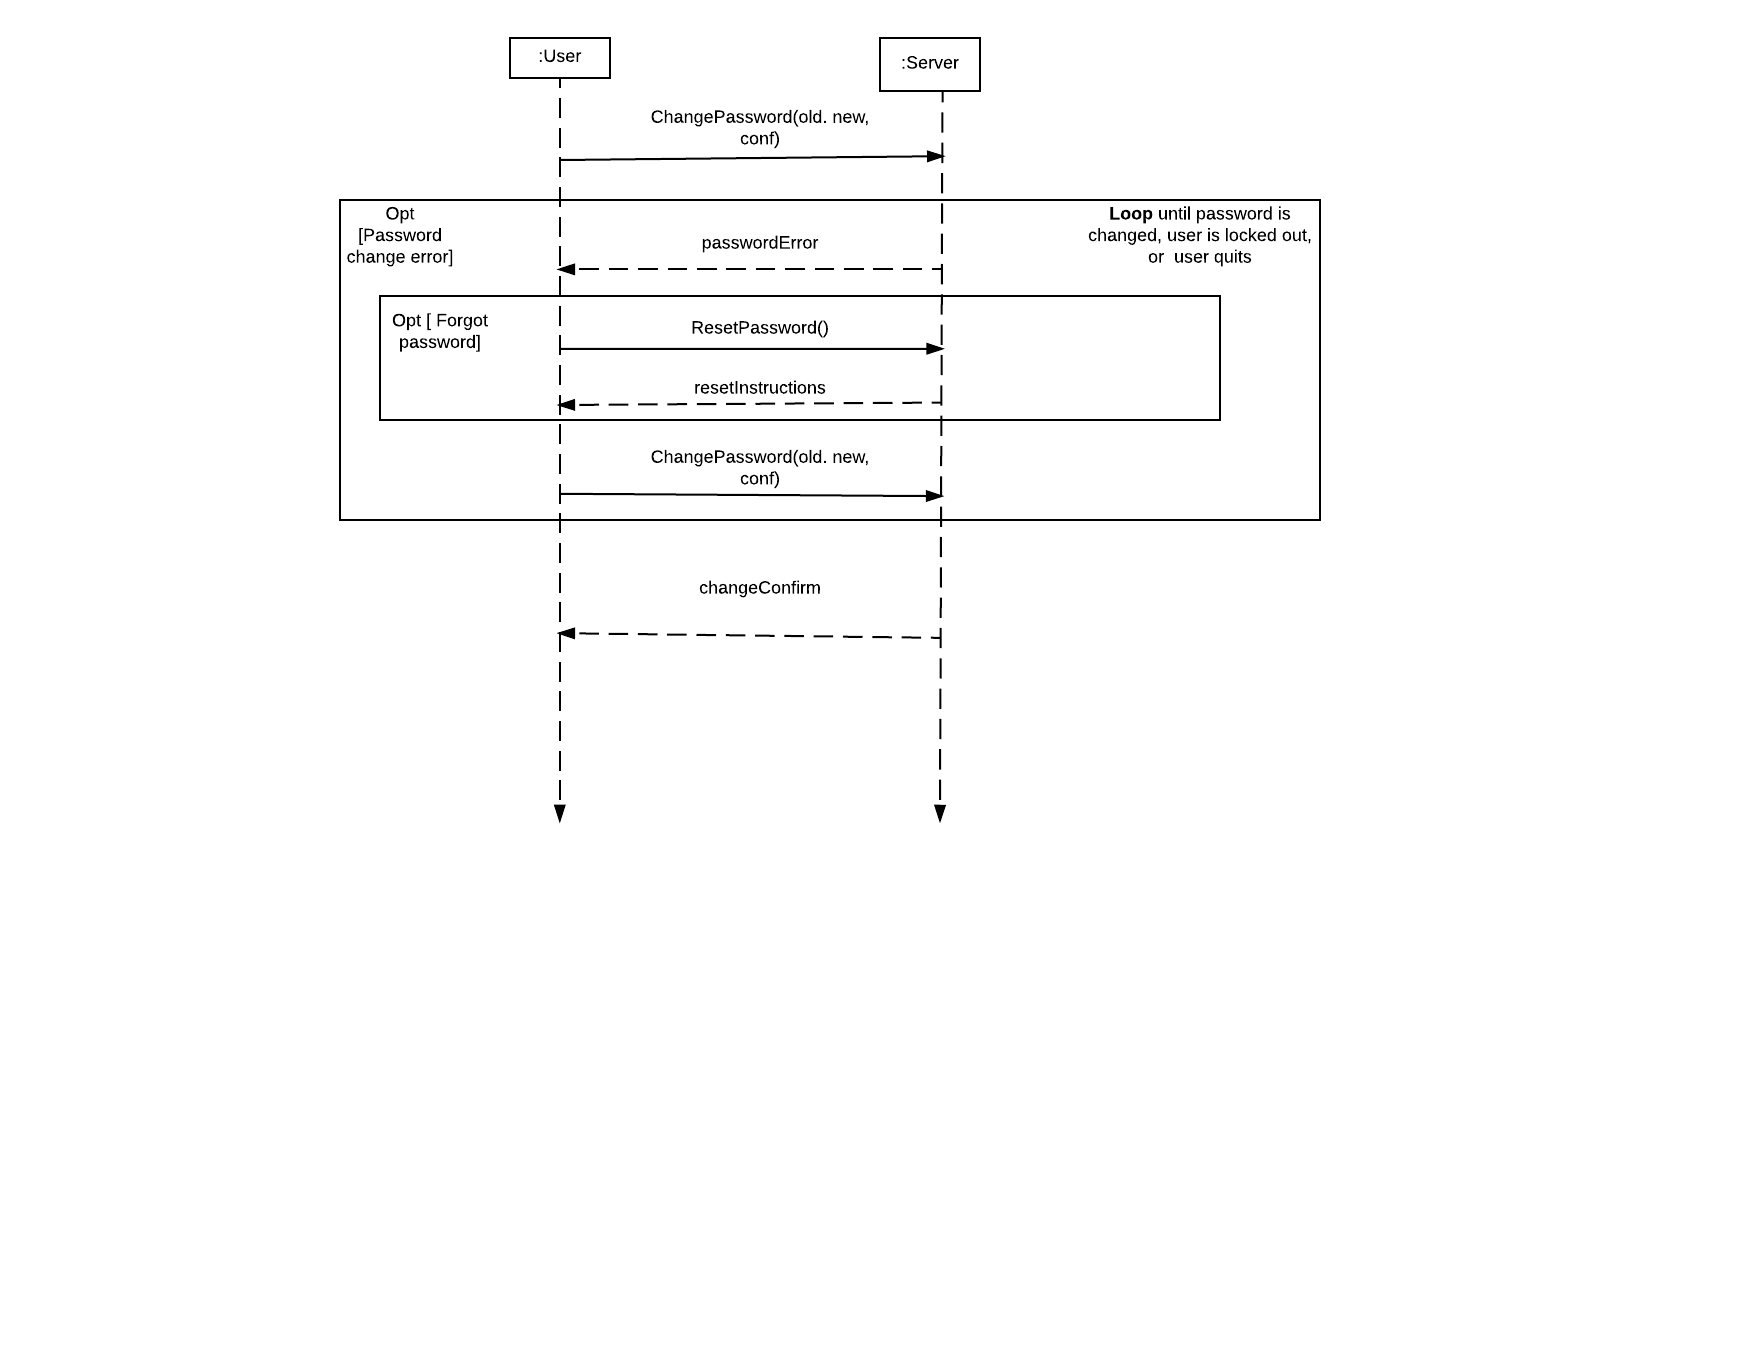 :User
:Server
ChangePassword(old. new,
conf)
Opt
[Password
change error]
Loop until password is
changed, user is locked out,
or  user quits
passwordError
Opt [ Forgot
password]
ResetPassword()
resetInstructions
ChangePassword(old. new,
conf)
changeConfirm